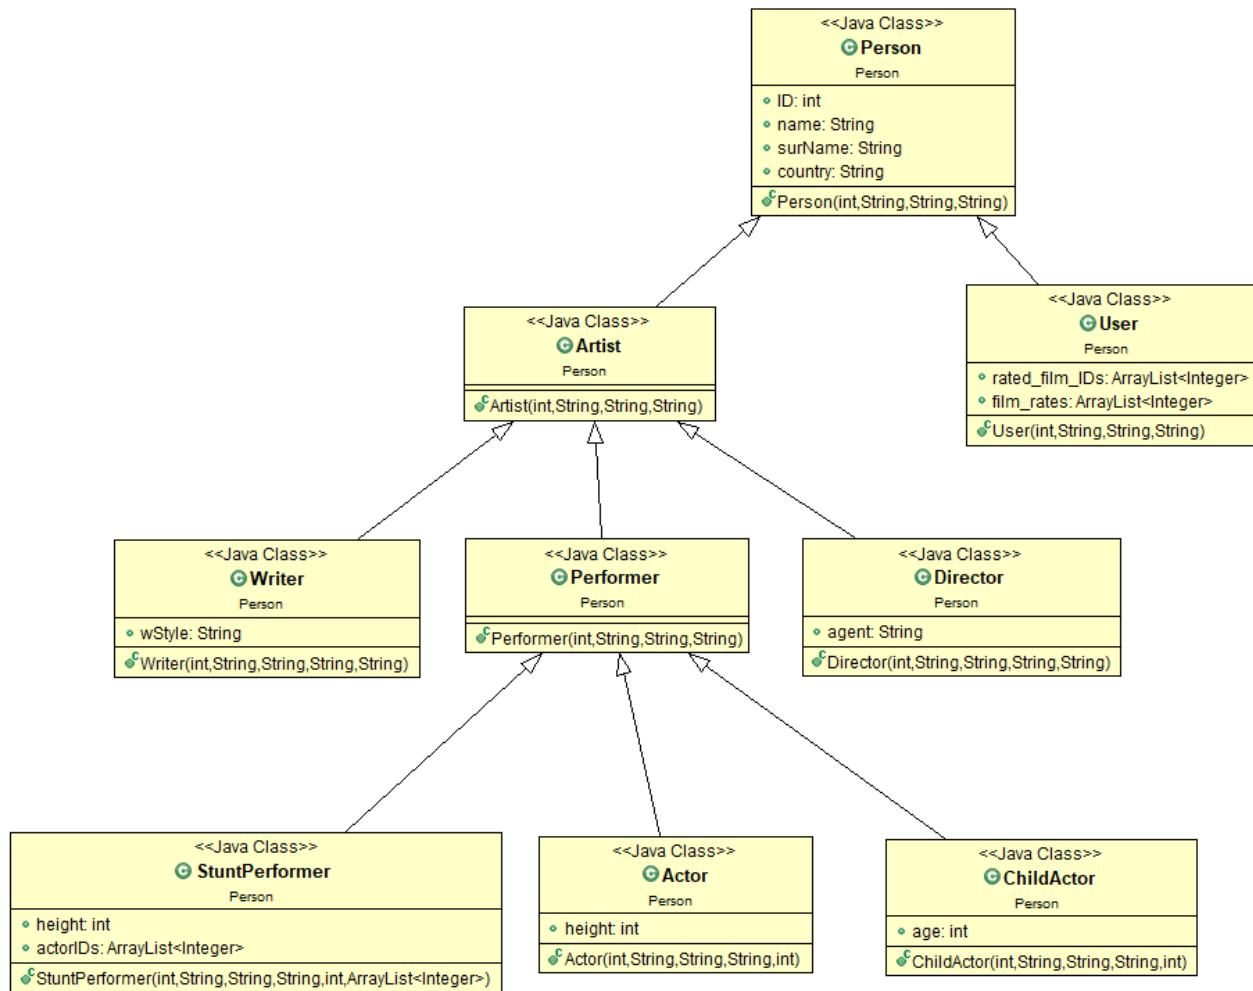 <<Java Class>>
Person
Person
ID: int
name: String
surName: String
country: String
Person(int,String,String,String)
<<Java Class>>
Artist
Person
Artist(int,String,String,String)
<<Java Class>>
User
Person
rated_film_IDs: ArrayList<Integer>
film_rates: ArrayList<Integer>
User(int,String,String,String)
<<Java Class>>
Writer
Person
wStyle: String
Writer(int,String,String,String,String)
<<Java Class>>
Performer
Person
Performer(int,String,String,String)
<<Java Class>>
Director
Person
agent: String
Director(int,String,String,String,String)
<<Java Class>>
StuntPerformer
Person
height: int
actorIDs: ArrayList<Integer>
StuntPerformer(int,String,String,String,int,ArrayList<Integer>)
<<Java Class>>
Actor
Person
height: int
Actor(int,String,String,String,int)
<<Java Class>>
ChildActor
Person
age: int
ChildActor(int,String,String,String,int)